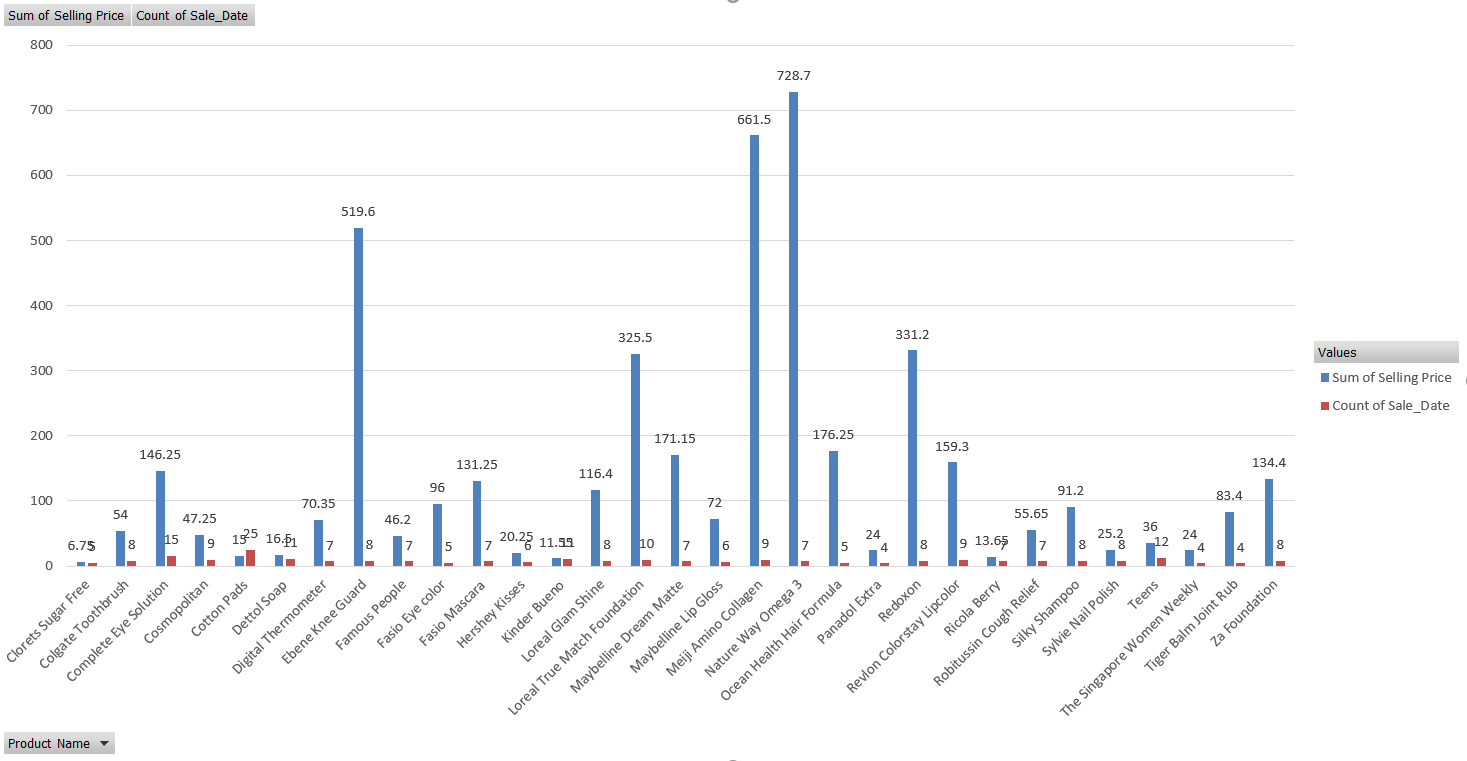 Sum of Selling Price Count of Sale_Date
800
728.7
700
661.5
600
519.6
500
400
325.5
331.2
300
200
146.25
131.25
116.4
171.15
176.25
159.3
134.4
100
6.75 5
54 8
15
47.25 9
15 25
16.5 11
70.35 7
8
46.2 7
96 5
7
20.25 6
11.55 11
8
10
7
72 6
9
7
5
24 4
8
9
13.65 7
55.65 7
91.2 8
25.2 8
36 12
24 4
83.4 4
8
0
Clorets Sugar Free
Colgate Toothbrush
Complete Eye Solution
Cosmopolitan
Cotton Pads
Dettol Soap
Digital Thermometer
Ebene Knee Guard
Famous People
Fasio Eye color
Fasio Mascara
Hershey Kisses
Kinder Bueno
Loreal Glam Shine
Loreal True Match Foundation
Maybelline Dream Matte
Maybelline Lip Gloss
Meiji Amino Collagen
Nature Way Omega 3
Ocean Health Hair Formula
Panadol Extra
Redoxon
Revlon Colorstay Lipcolor
Ricola Berry
Robitussin Cough Relief
Silky Shampoo
Sylvie Nail Polish
Teens
The Singapore Women Weekly
Tiger Balm Joint Rub
Za Foundation
Values
Sum of Selling Price
Count of Sale_Date
Product Name